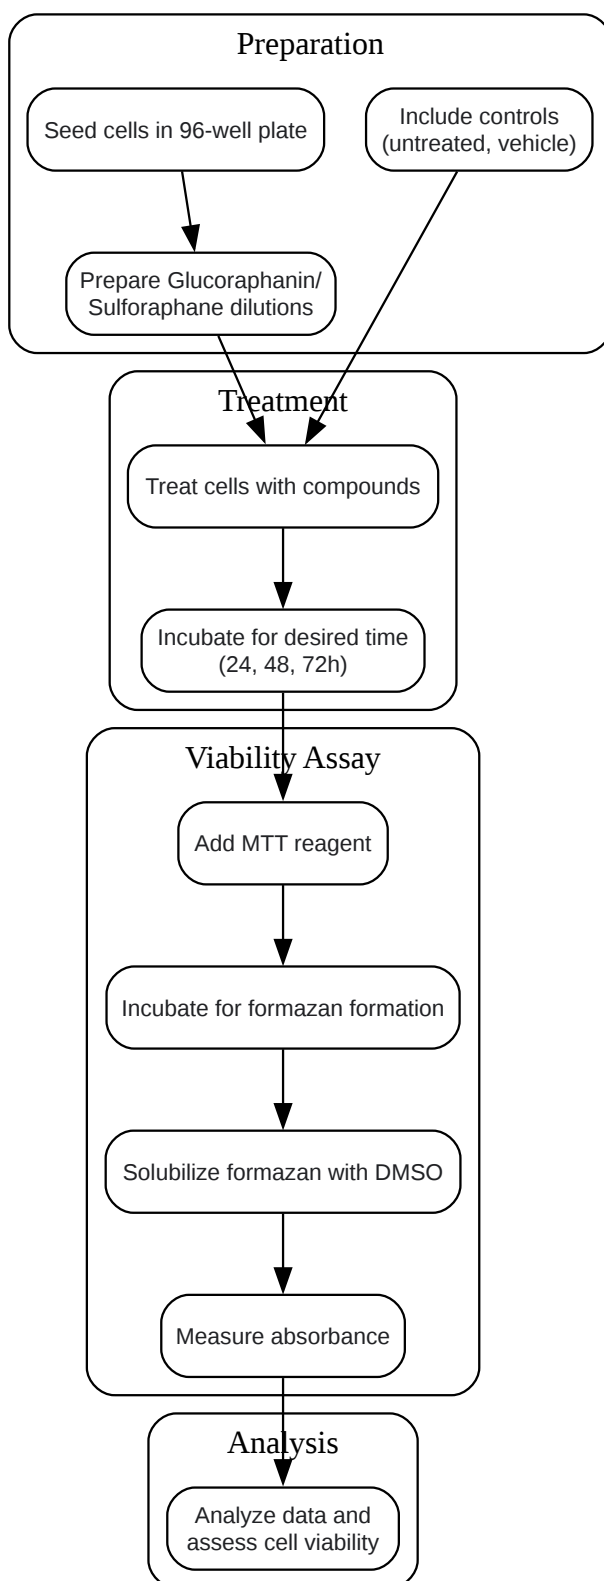 Preparation
Seed cells in 96-well plate
Include controls
(untreated, vehicle)
Prepare Glucoraphanin/
Sulforaphane dilutions
Treatment
Treat cells with compounds
Incubate for desired time
(24, 48, 72h)
Viability Assay
Add MTT reagent
Incubate for formazan formation
Solubilize formazan with DMSO
Measure absorbance
Analysis
Analyze data and
assess cell viability